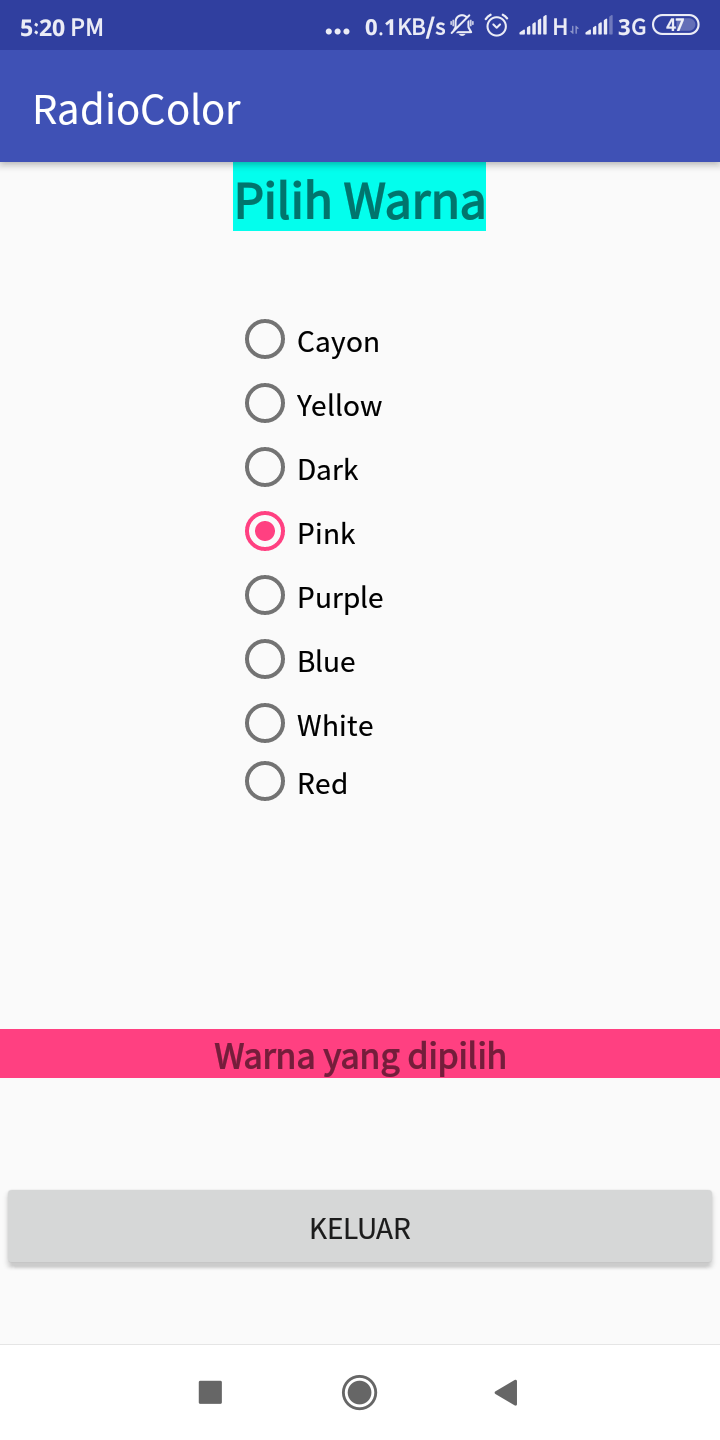 5:20 PM ... 0.1KB/s H 3G 47
RadioColor
Pilih Warna
Cayon
Yellow
Dark
Pink
Purple
Blue
White
Red
Warna yang dipilih
KELUAR